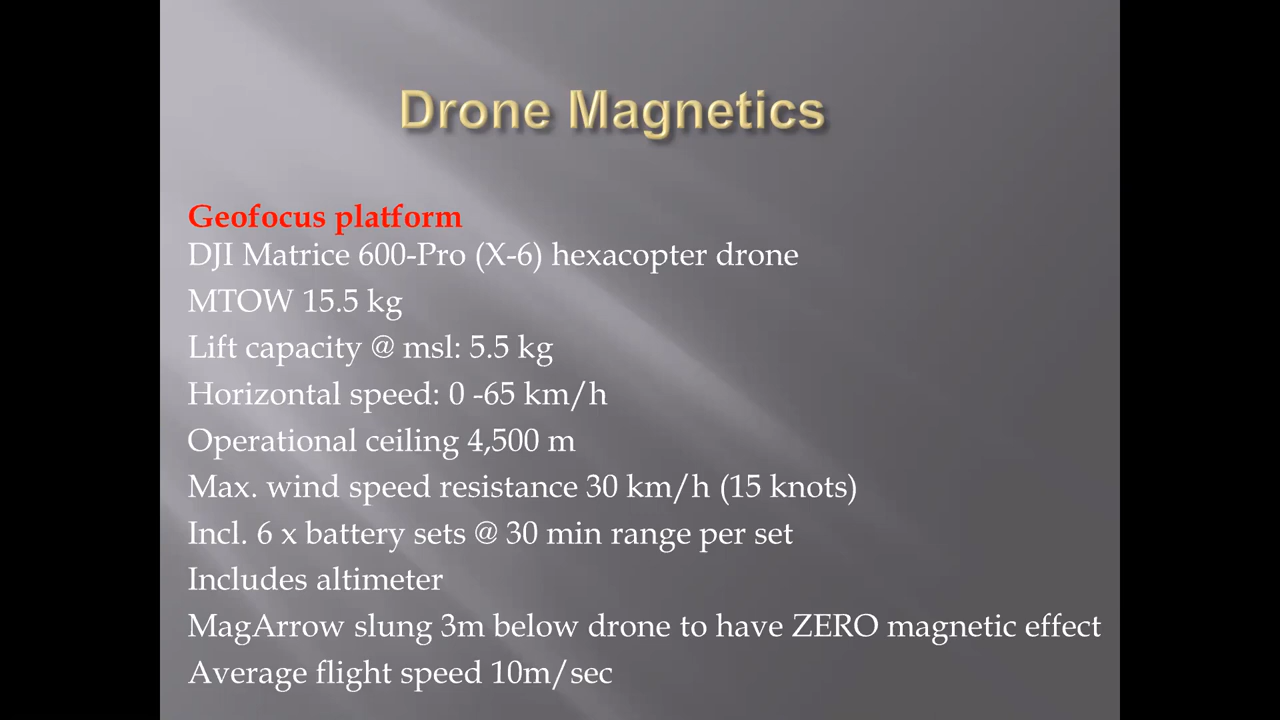 Drone Magnetics
Geofocus platform
DJI Matrice 600-Pro (X-6) hexacopter drone
MTOW 15.5 kg
Lift capacity @ msl: 5.5 kg
Horizontal speed: 0 -65 km/h
Operational ceiling 4,500 m
Max. wind speed resistance 30 km/h (15 knots)
Incl. 6 x battery sets @ 30 min range per set
Includes altimeter
MagArrow slung 3m below drone to have ZERO magnetic effect
Average flight speed 10m/sec